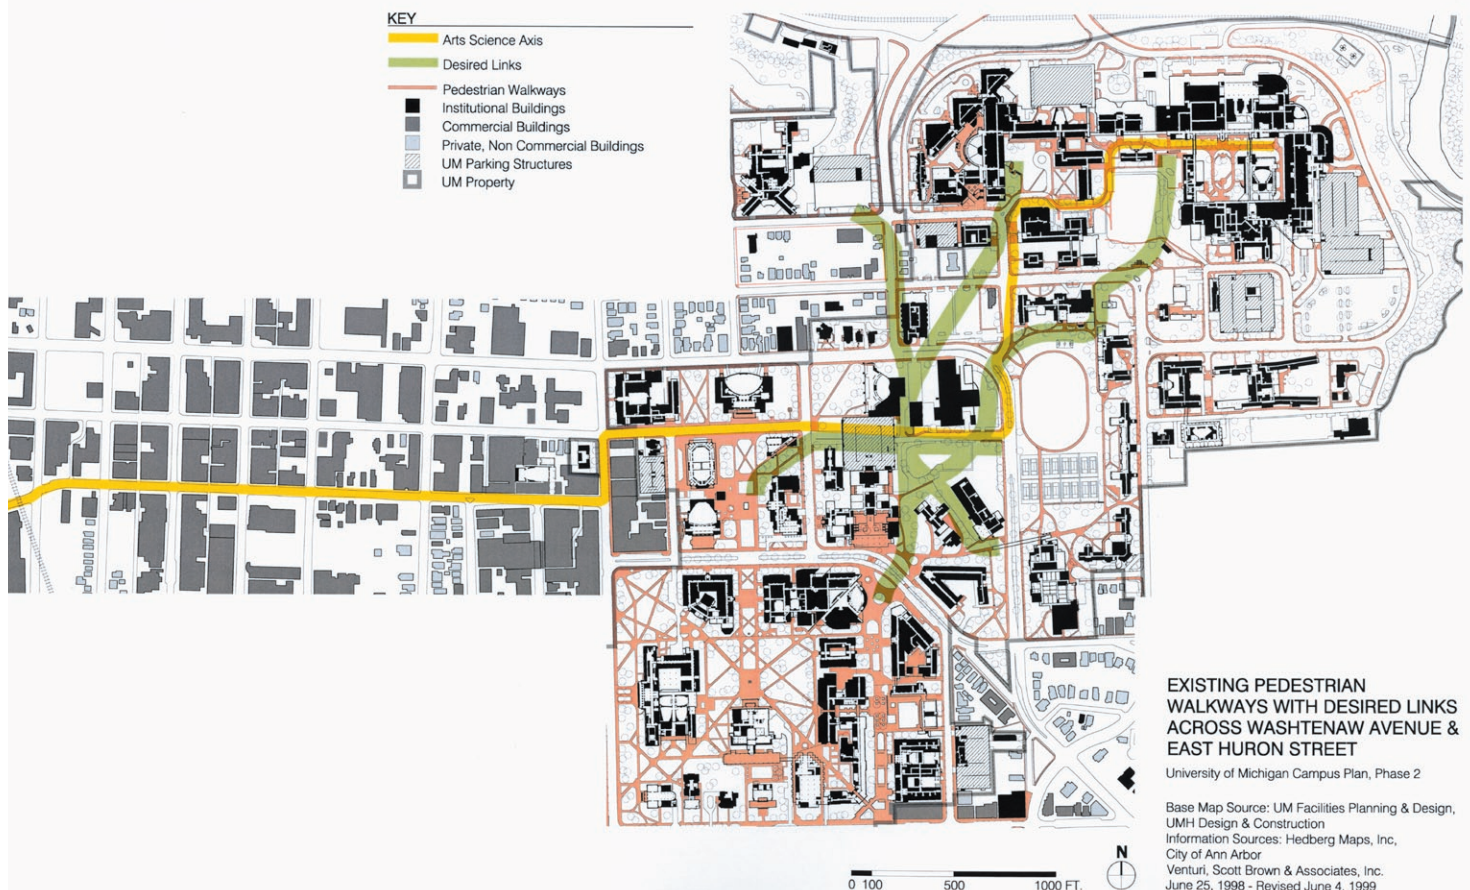 KEY
Arts Science Axis
Desired Links
Pedestrian Walkways
Institutional Buildings
Commercial Buildings
Private, Non Commercial Buildings
UM Parking Structures
UM Property
EXISTING PEDESTRIAN
WALKWAYS WITH DESIRED LINKS
ACROSS WASHTENAW AVENUE &
EAST HURON STREET
University of Michigan Campus Plan, Phase 2
Base Map Source: UM Facilities Planning & Design,
UMH Design & Construction
Information Sources: Hedberg Maps, Inc,
City of Ann Arbor
Venturi, Scott Brown & Associates, Inc.
June 25, 1998 - Revised June 4, 1999
N
0 100 500 1000 FT.